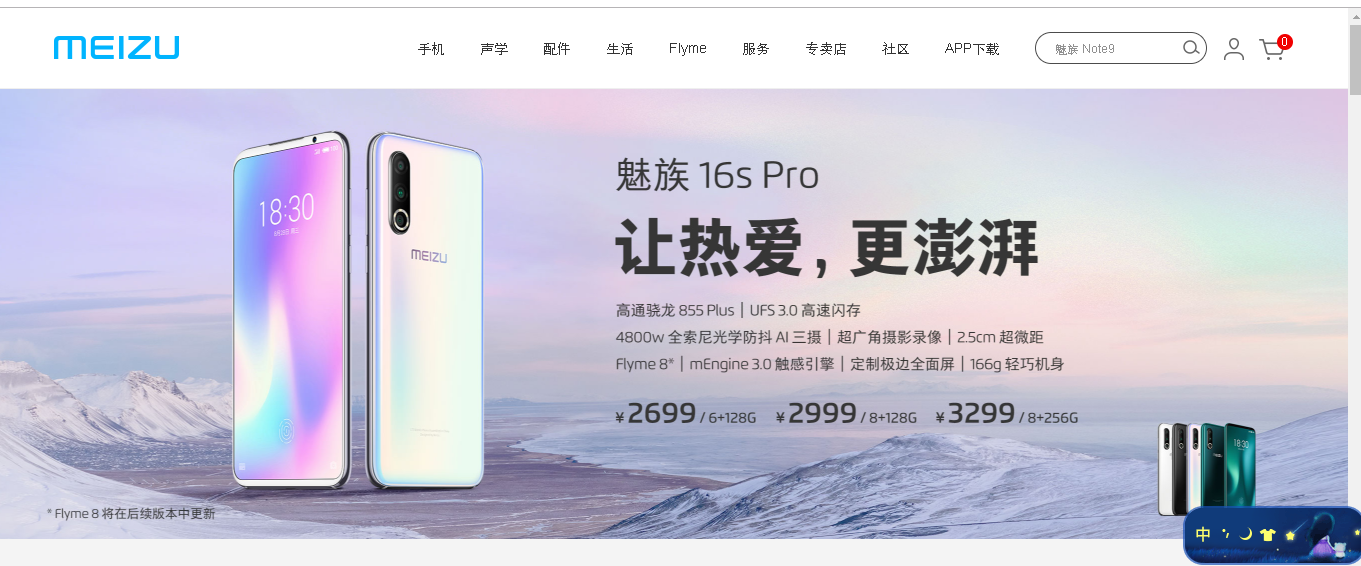 MEIZU
手机 声学 配件 生活 Flyme 服务 专卖店 社区 APP下载 魅族 Note9 0
魅族 16s Pro
让热爱，更澎湃
18:30
MEIZU
高通骁龙 855 Plus｜UFS 3.0 高速闪存
4800w 全索尼光学防抖 AI 三摄｜超广角摄影录像｜2.5cm 超微距
Flyme 8*｜mEngine 3.0 触感引擎｜定制极边全面屏｜166g 轻巧机身
¥ 2699 / 6+128G ¥ 2999 / 8+128G ¥ 3299 / 8+256G
18:30
* Flyme 8 将在后续版本中更新
中